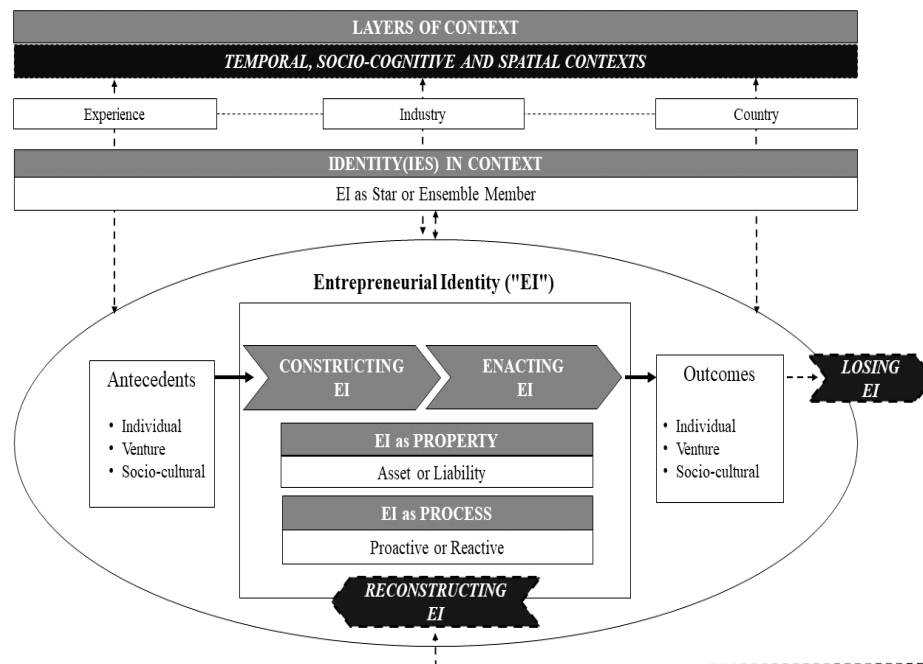 LAYERS OF CONTEXT
TEMPORAL, SOCIO-COGNITIVE AND SPATIAL CONTEXTS
Experience
Industry
Country
IDENTITY(IES) IN CONTEXT
EI as Star or Ensemble Member
Entrepreneurial Identity ("EI")
Antecedents
• Individual
• Venture
• Socio-cultural
CONSTRUCTING
EI
ENACTING
EI
EI as PROPERTY
Asset or Liability
EI as PROCESS
Proactive or Reactive
RECONSTRUCTING
EI
Outcomes
• Individual
• Venture
• Socio-cultural
LOSING
EI